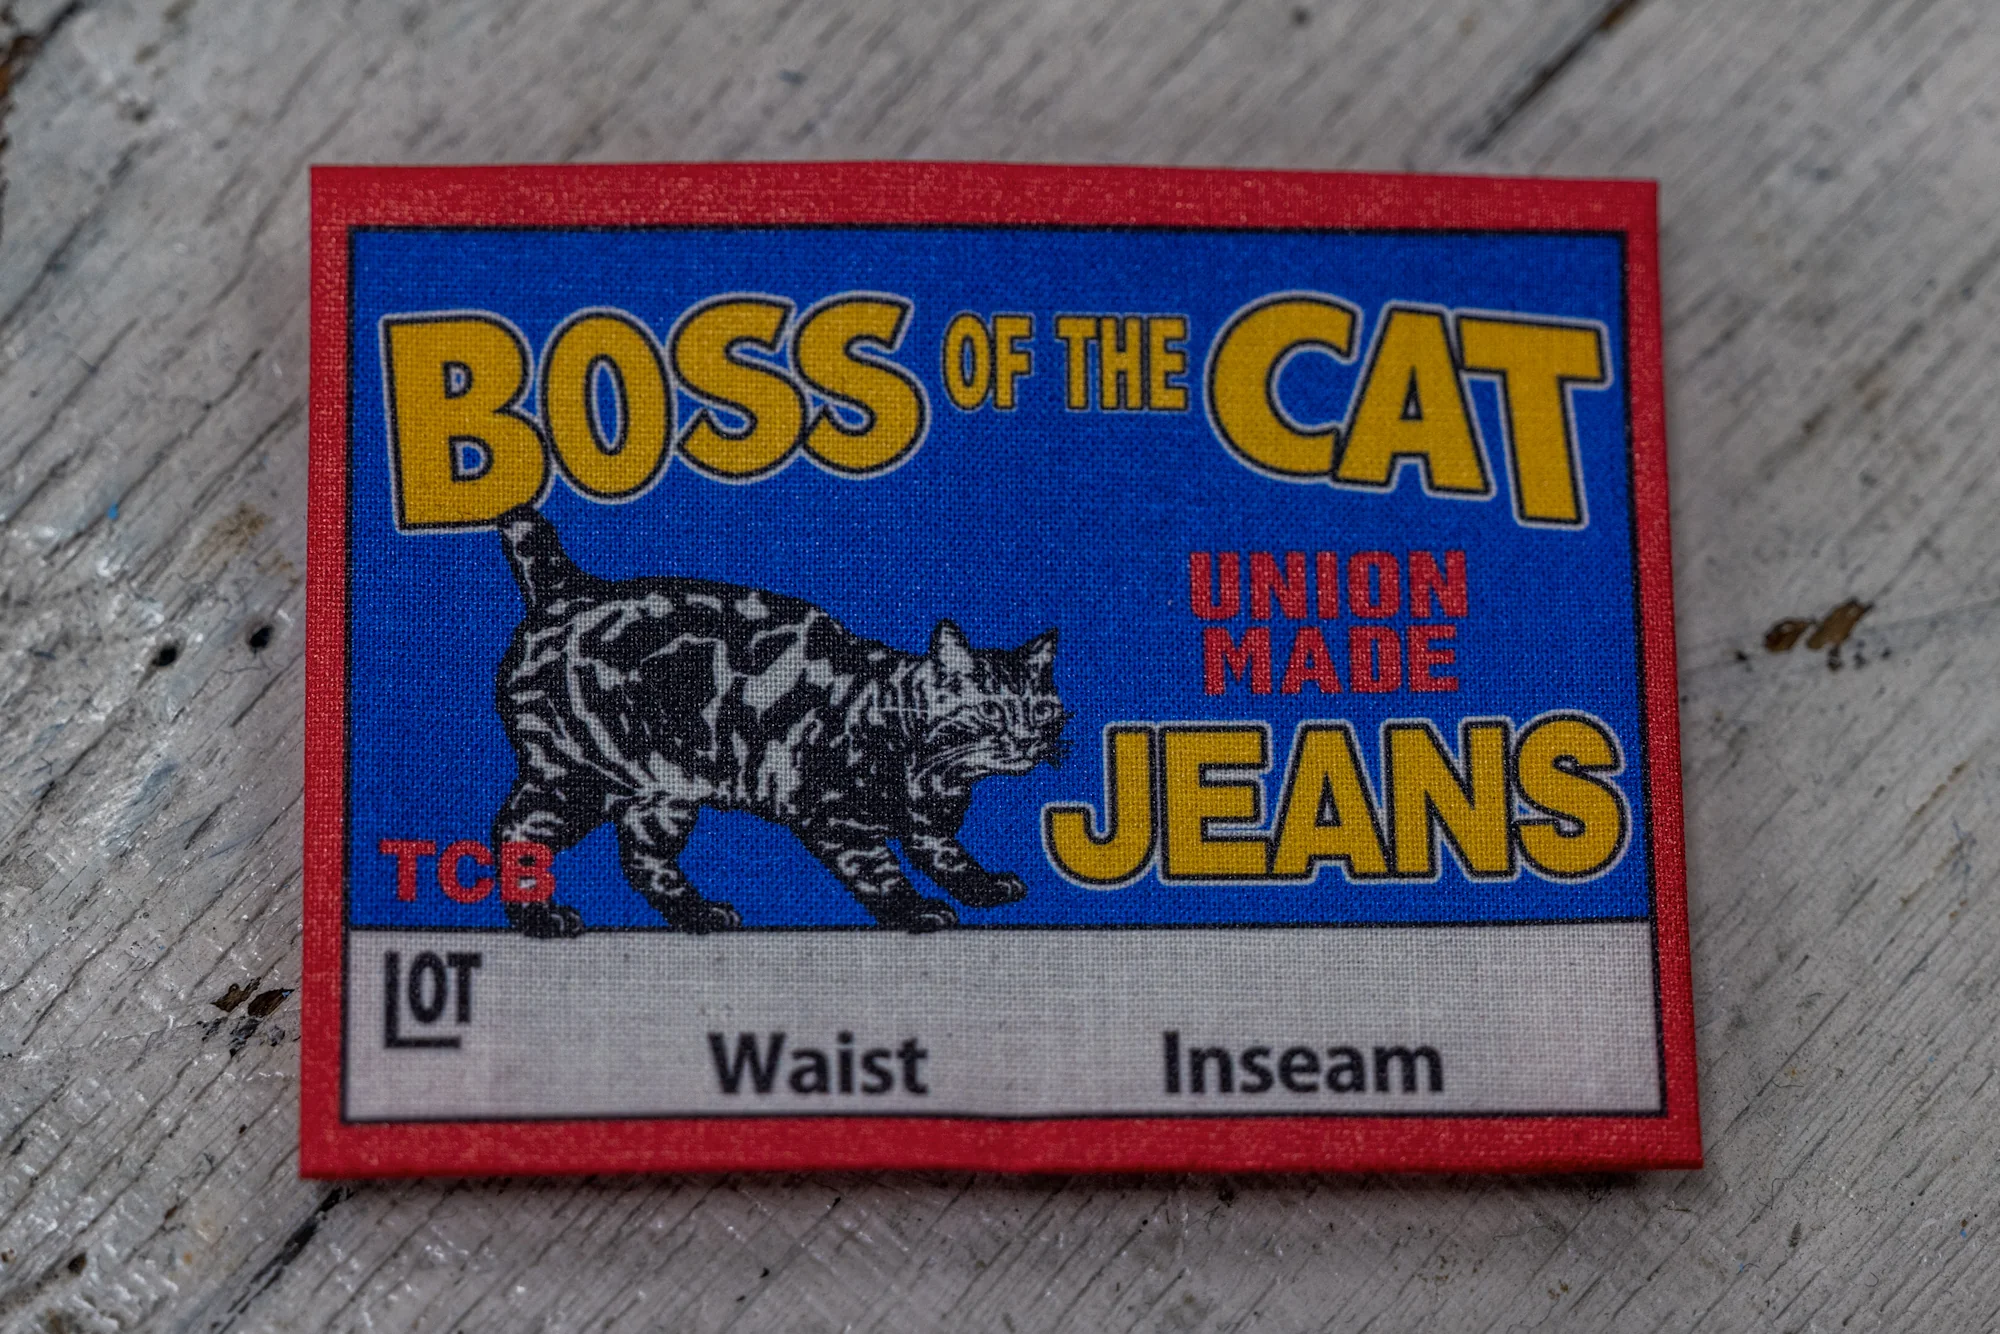 BOSS OF THE CAT
UNION
MADE
JEANS
TCB
LOT
Waist Inseam